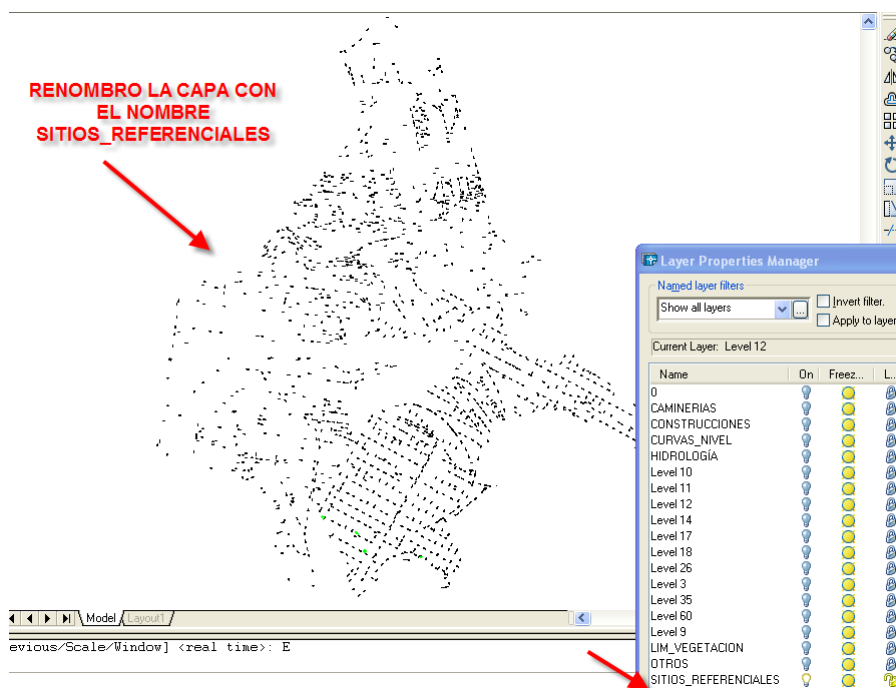 RENOMBRO LA CAPA CON
EL NOMBRE
SITIOS_REFERENCIALES
Layer Properties Manager
Named layer filters
Show all layers
...
Invert filter.
Apply to layer
Current Layer: Level 12
Name On Freez... L...
0
CAMINERIAS
CONSTRUCCIONES
CURVAS_NIVEL
HIDROLOGÍA
Level 10
Level 11
Level 12
Level 14
Level 17
Level 18
Level 26
Level 3
Level 35
Level 60
Level 9
LIM_VEGETACION
OTROS
SITIOS_REFERENCIALES
Model Layout1
evious/Scale/Window] <real time>: E